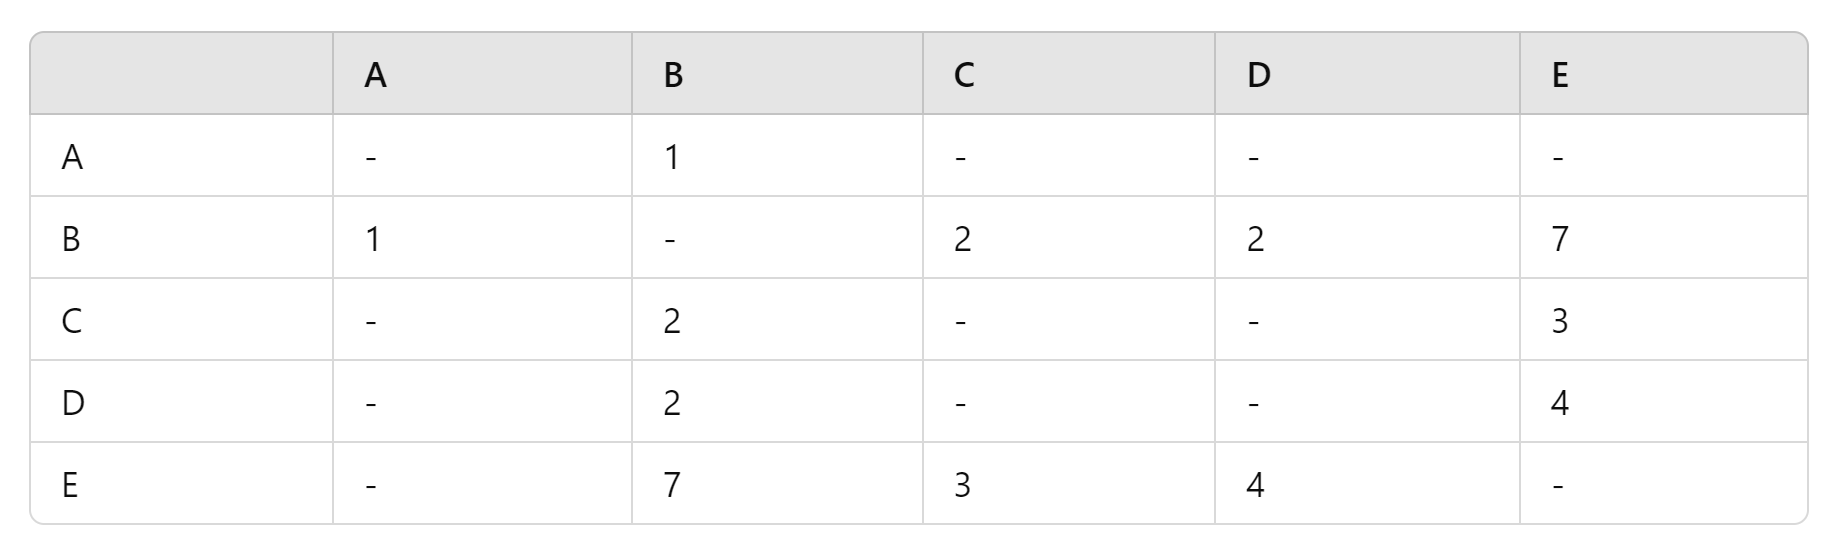 A B C D E
A - 1 - - -
B 1 - 2 2 7
C - 2 - - 3
D - 2 - - 4
E - 7 3 4 -